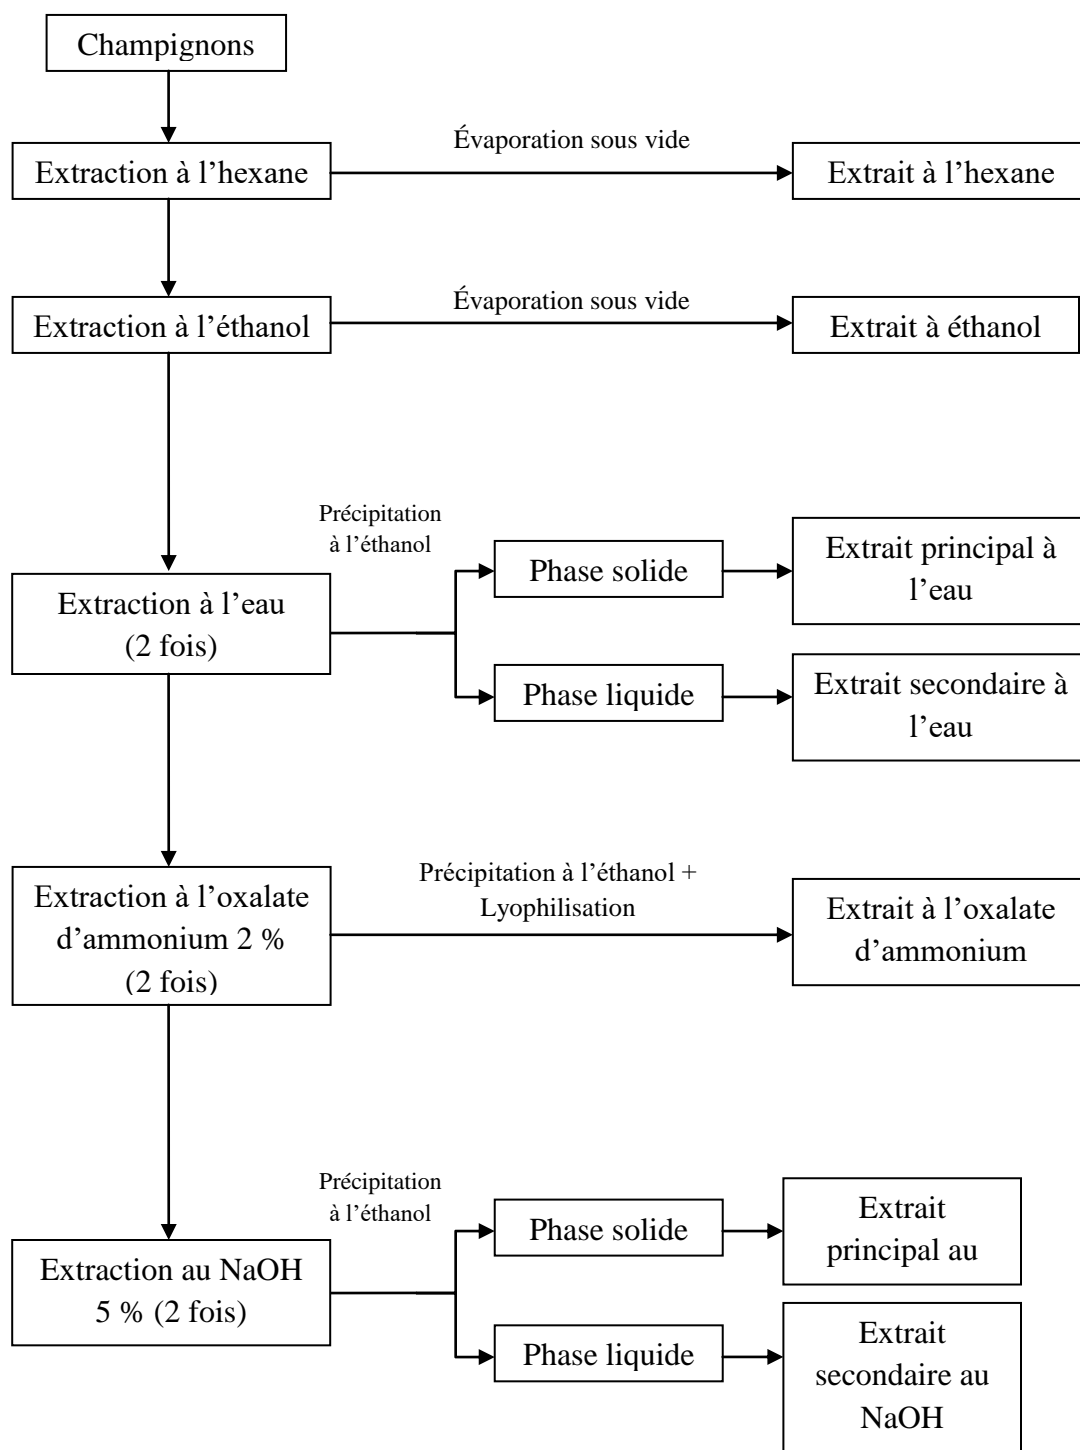 Champignons
Évaporation sous vide
Extraction à l’hexane
Extrait à l’hexane
Évaporation sous vide
Extraction à l’éthanol
Extrait à éthanol
Précipitation
à l’éthanol
Phase solide
Extrait principal à
l’eau
Extraction à l’eau
(2 fois)
Phase liquide
Extrait secondaire à
l’eau
Extraction à l’oxalate
d’ammonium 2 %
(2 fois)
Précipitation à l’éthanol +
Lyophilisation
Extrait à l’oxalate
d’ammonium
Précipitation
à l’éthanol
Phase solide
Extrait
principal au
Extraction au NaOH
5 % (2 fois)
Phase liquide
Extrait
secondaire au
NaOH